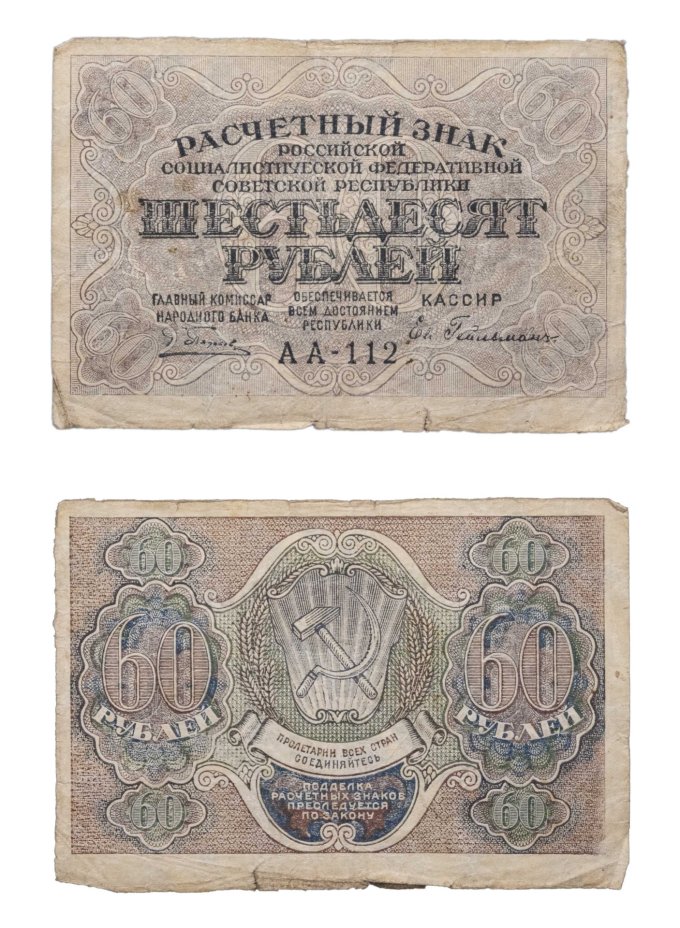 60 60
РАСЧЕТНЫЙ ЗНАК
РОССИЙСКОЙ
СОЦИАЛИСТИЧЕСКОЙ ФЕДЕРАТИВНОЙ
СОВЕТСКОЙ РЕСПУБЛИКИ
ШЕСТЬДЕСЯТ
РУБЛЕЙ
ГЛАВНЫЙ КОМИССАР
НАРОДНОГО БАНКА
ОБЕСПЕЧИВАЕТСЯ
ВСЕМ ДОСТОЯНИЕМ
РЕСПУБЛИКИ
КАССИР
Гейльман
АА-112
60 60
60 60
60
РУБЛЕЙ
60
РУБЛЕЙ
ПРОЛЕТАРИИ ВСЕХ СТРАН
СОЕДИНЯЙТЕСЬ
ПОДДЕЛКА
РАСЧЕТНЫХ ЗНАКОВ
ПРЕСЛЕДУЕТСЯ
ПО ЗАКОНУ
60 60